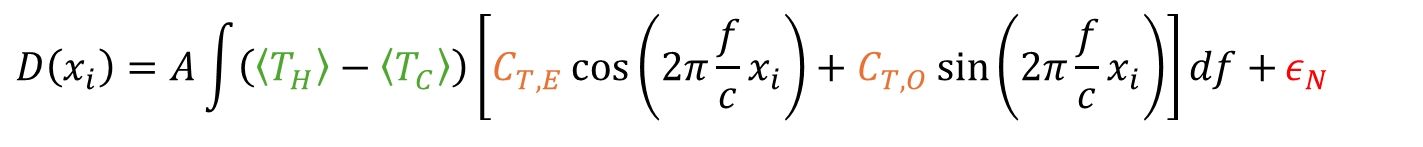 D(x_i) = A ∫ (⟨T_H⟩ − ⟨T_C⟩) [C_{T,E} cos(2π f/c x_i) + C_{T,O} sin(2π f/c x_i)] df + ϵ_N